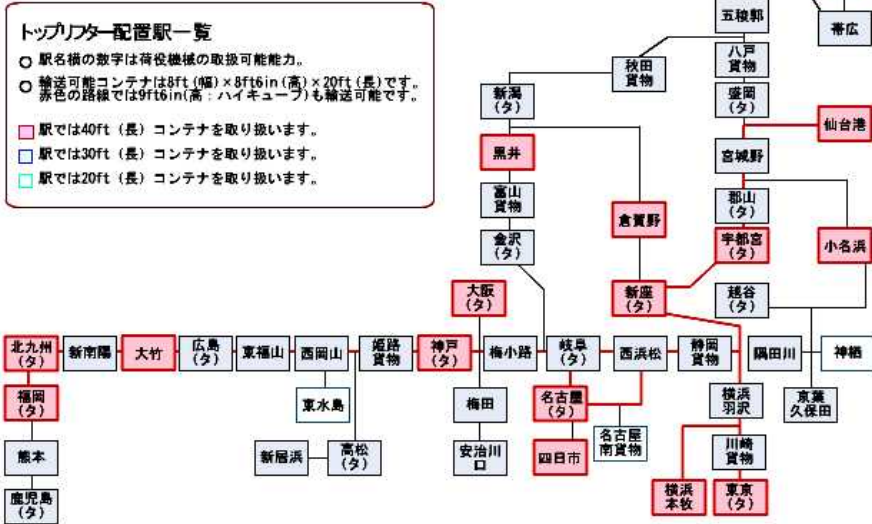 トップリフター配置駅一覧
駅名横の数字は荷役機械の取扱可能能力。
輸送可能コンテナは8ft(幅)×8ft6in(高)×20ft(長)です。
赤色の路線では9ft6in(高：ハイキューブ)も輸送可能です。
駅では40ft(長)コンテナを取り扱います。
駅では30ft(長)コンテナを取り扱います。
駅では20ft(長)コンテナを取り扱います。
五稜郭
帯広
秋田
貨物
八戸
貨物
新潟
(タ)
盛岡
(タ)
仙台港
黒井
宮城野
富山
貨物
郡山
(タ)
倉賀野
金沢
(タ)
宇都宮
(タ)
小名浜
大阪
(タ)
新座
(タ)
越谷
(タ)
北九州
(タ)
新南陽
大竹
広島
(タ)
東福山
西岡山
姫路
貨物
神戸
(タ)
梅小路
岐阜
(タ)
西浜松
静岡
貨物
隅田川
神栖
福岡
(タ)
東水島
梅田
名古屋
(タ)
横浜
羽沢
京葉
久保田
熊本
新居浜
高松
(タ)
安治川
口
四日市
名古屋
南貨物
川崎
貨物
鹿児島
(タ)
横浜
本牧
東京
(タ)